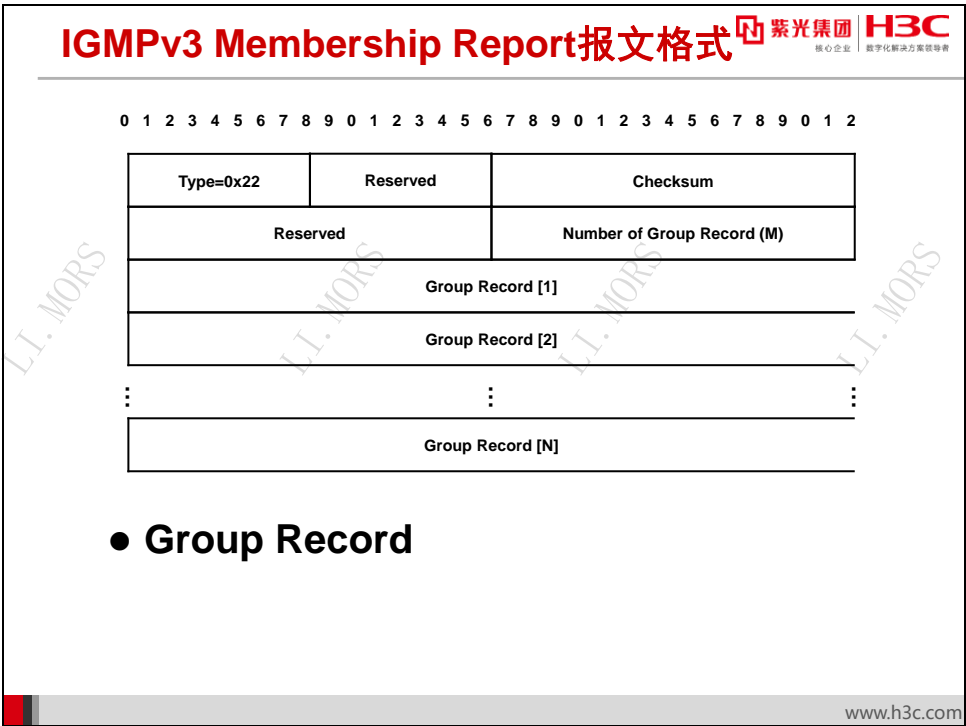 IGMPv3 Membership Report报文格式
紫光集团
核心企业
H3C
数字化解决方案领导者
0 1 2 3 4 5 6 7 8 9 0 1 2 3 4 5 6 7 8 9 0 1 2 3 4 5 6 7 8 9 0 1 2
Type=0x22 Reserved Checksum
Reserved Number of Group Record (M)
Group Record [1]
Group Record [2]
⋮ ⋮ ⋮
Group Record [N]
LI.MORS LI.MORS LI.MORS LI.MORS
● Group Record
www.h3c.com